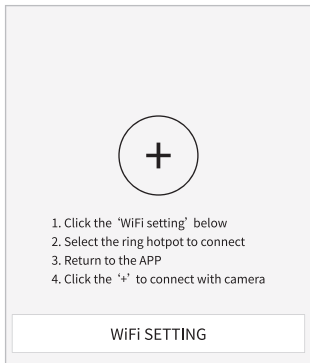 +
1. Click the ‘WiFi setting’ below
2. Select the ring hotpot to connect
3. Return to the APP
4. Click the ‘+’ to connect with camera
WiFi SETTING